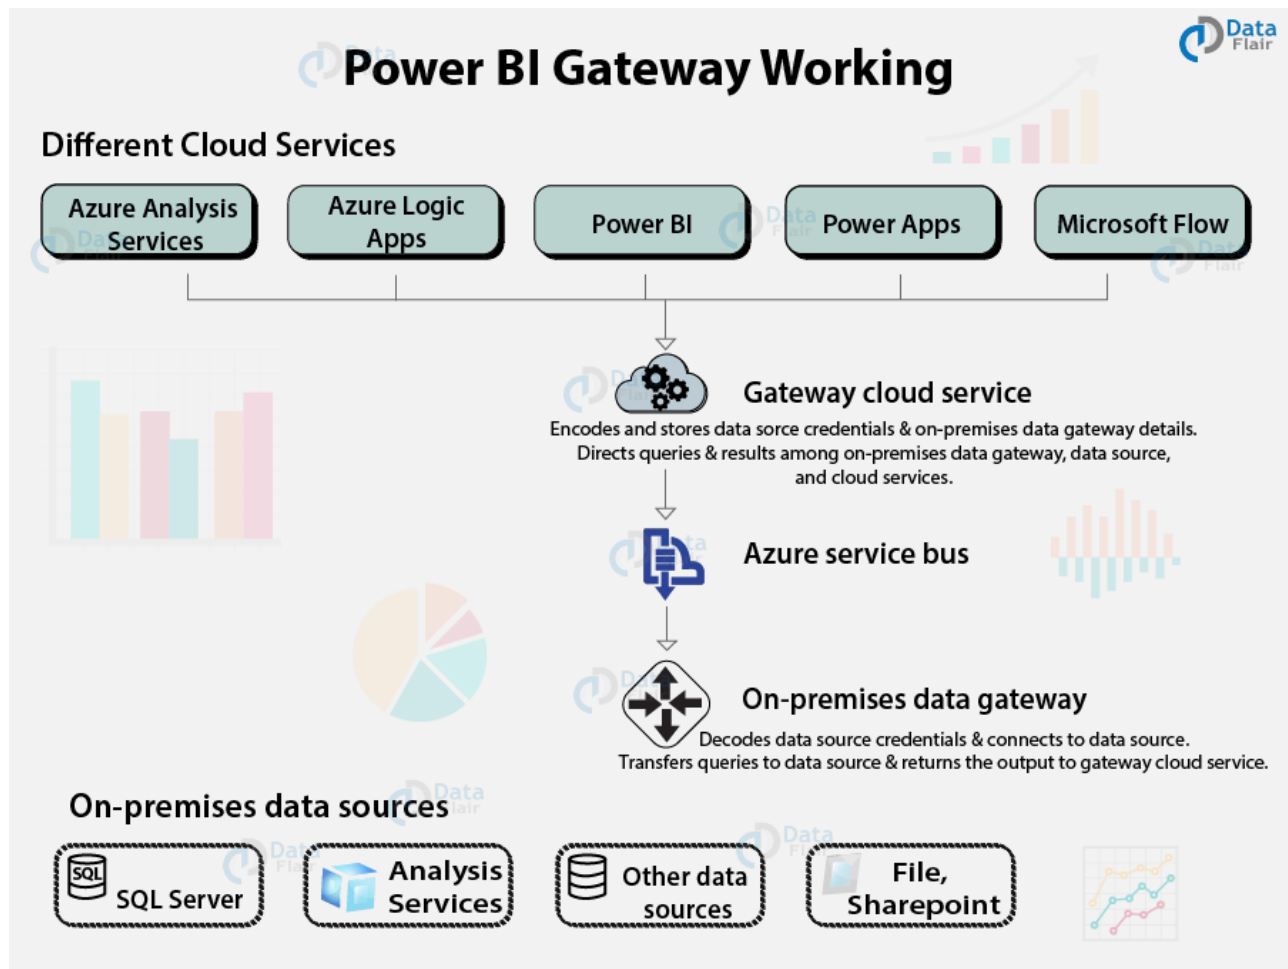 Data
Flair
Power BI Gateway Working
Different Cloud Services
Azure Analysis
Services
Azure Logic
Apps
Power BI
Power Apps
Microsoft Flow
Gateway cloud service
Encodes and stores data sorce credentials & on-premises data gateway details.
Directs queries & results among on-premises data gateway, data source,
and cloud services.
Azure service bus
On-premises data gateway
Decodes data source credentials & connects to data source.
Transfers queries to data source & returns the output to gateway cloud service.
On-premises data sources
SQL
SQL Server
Analysis
Services
Other data
sources
File,
Sharepoint